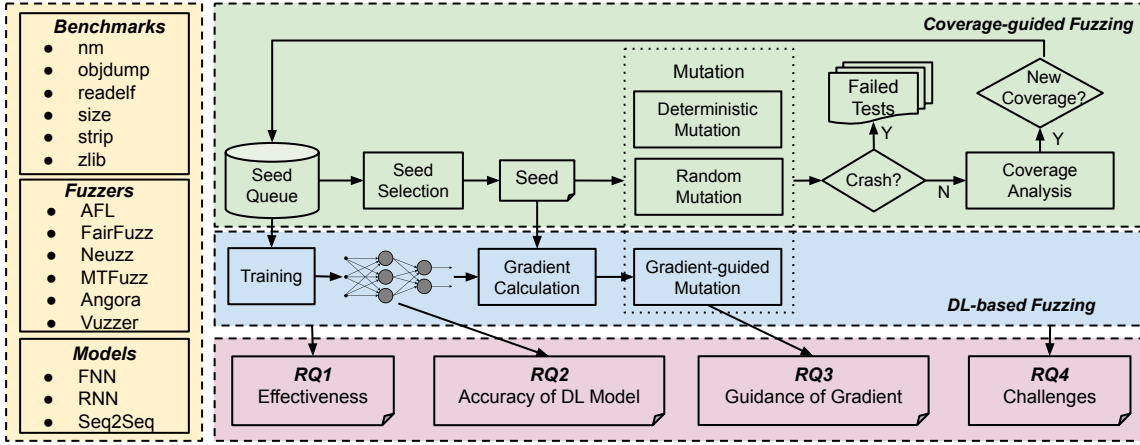 Benchmarks
● nm
● objdump
● readelf
● size
● strip
● zlib
Fuzzers
● AFL
● FairFuzz
● Neuzz
● MTFuzz
● Angora
● Vuzzer
Models
● FNN
● RNN
● Seq2Seq
Coverage-guided Fuzzing
Seed
Queue
Seed
Selection
Seed
Mutation
Deterministic
Mutation
Random
Mutation
Failed
Tests
Y
Crash?
N
New
Coverage?
Y
Coverage
Analysis
Training
Gradient
Calculation
Gradient-guided
Mutation
DL-based Fuzzing
RQ1
Effectiveness
RQ2
Accuracy of DL Model
RQ3
Guidance of Gradient
RQ4
Challenges